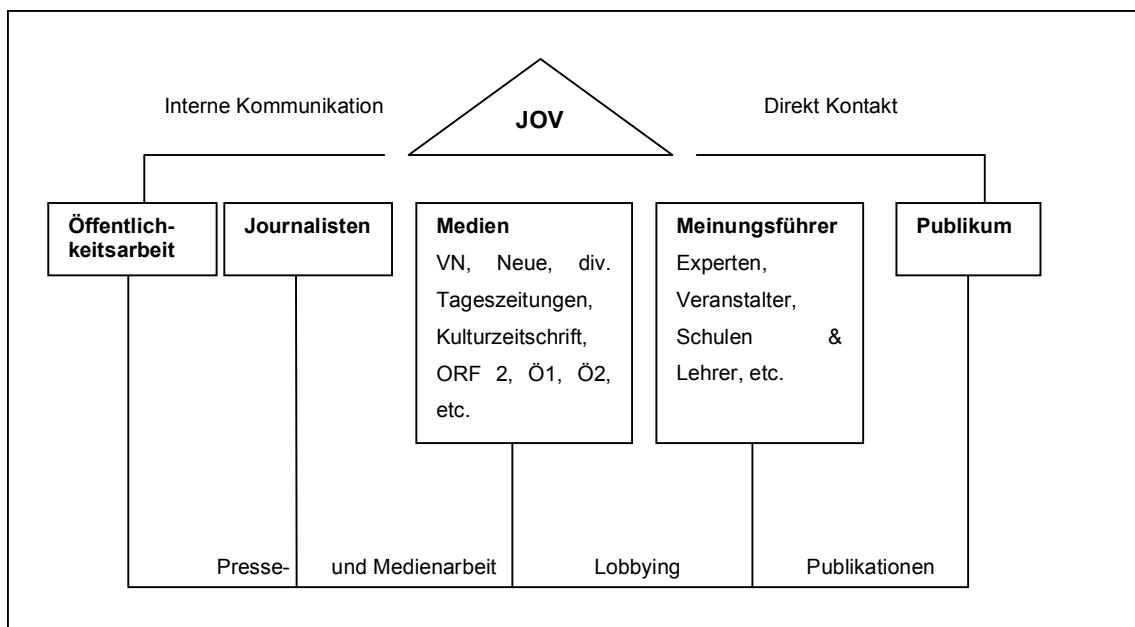 Interne Kommunikation
JOV
Direkt Kontakt
Öffentlich-
keitsarbeit
Journalisten
Medien
VN, Neue, div.
Tageszeitungen,
Kulturzeitschrift,
ORF 2, Ö1, Ö2,
etc.
Meinungsführer
Experten,
Veranstalter,
Schulen &
Lehrer, etc.
Publikum
Presse- und Medienarbeit
Lobbying
Publikationen